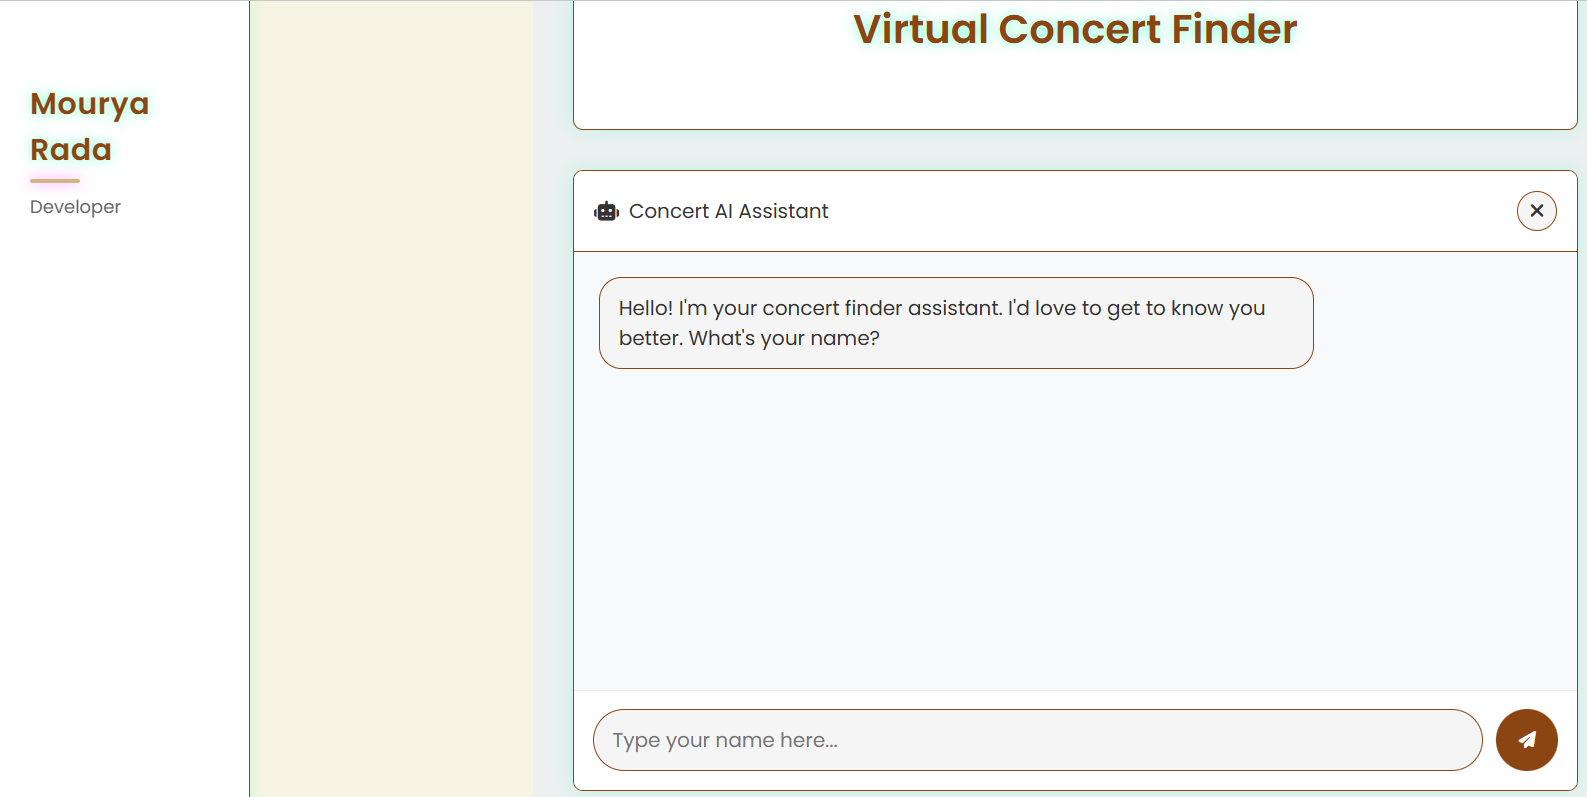 Mourya
Rada
Developer
Virtual Concert Finder
Concert AI Assistant
Hello! I'm your concert finder assistant. I'd love to get to know you
better. What's your name?
Type your name here...